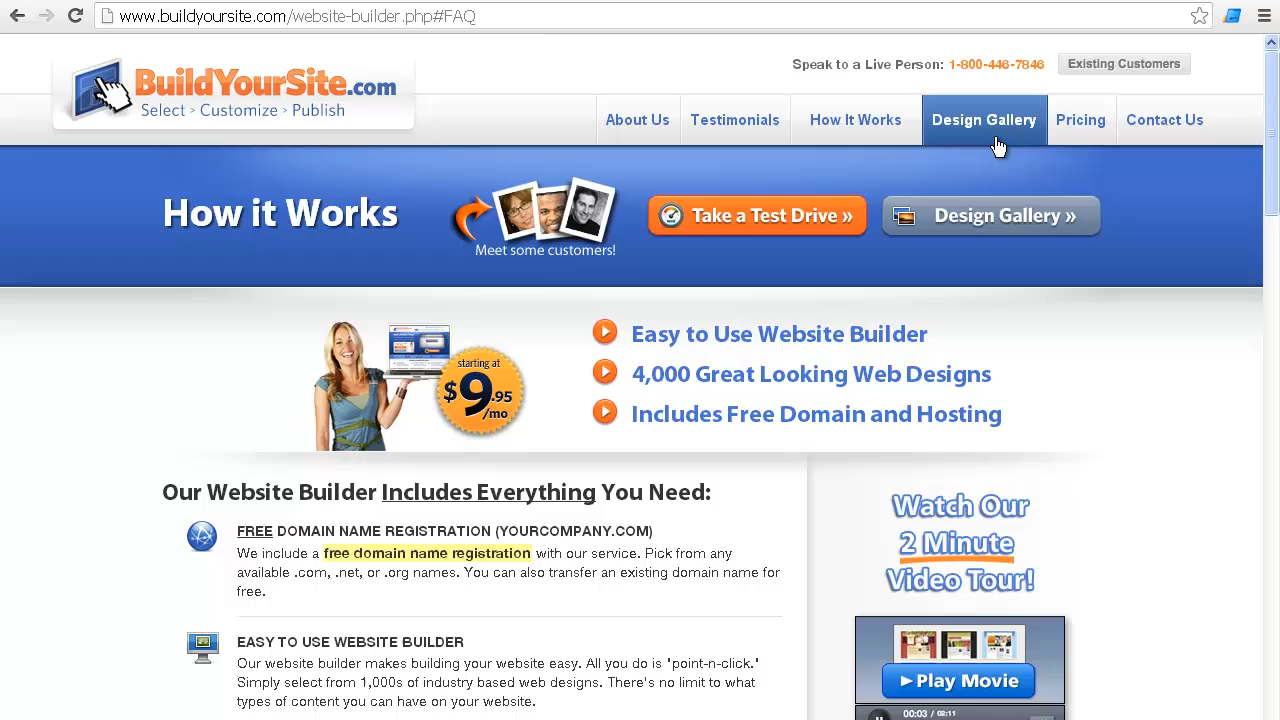 www.buildyoursite.com/website-builder.php#FAQ
BuildYourSite.com
Select > Customize > Publish
Speak to a Live Person: 1-800-446-7846
Existing Customers
About Us
Testimonials
How It Works
Design Gallery
Pricing
Contact Us
How it Works
Meet some customers!
Take a Test Drive »
Design Gallery »
starting at
$9.95
/mo
Easy to Use Website Builder
4,000 Great Looking Web Designs
Includes Free Domain and Hosting
Our Website Builder Includes Everything You Need:
FREE DOMAIN NAME REGISTRATION (YOURCOMPANY.COM)
We include a free domain name registration with our service. Pick from any
available .com, .net, or .org names. You can also transfer an existing domain name for
free.
EASY TO USE WEBSITE BUILDER
Our website builder makes building your website easy. All you do is "point-n-click."
Simply select from 1,000s of industry based web designs. There's no limit to what
types of content you can have on your website.
Watch Our
2 Minute
Video Tour!
Play Movie
00:03 / 02:11